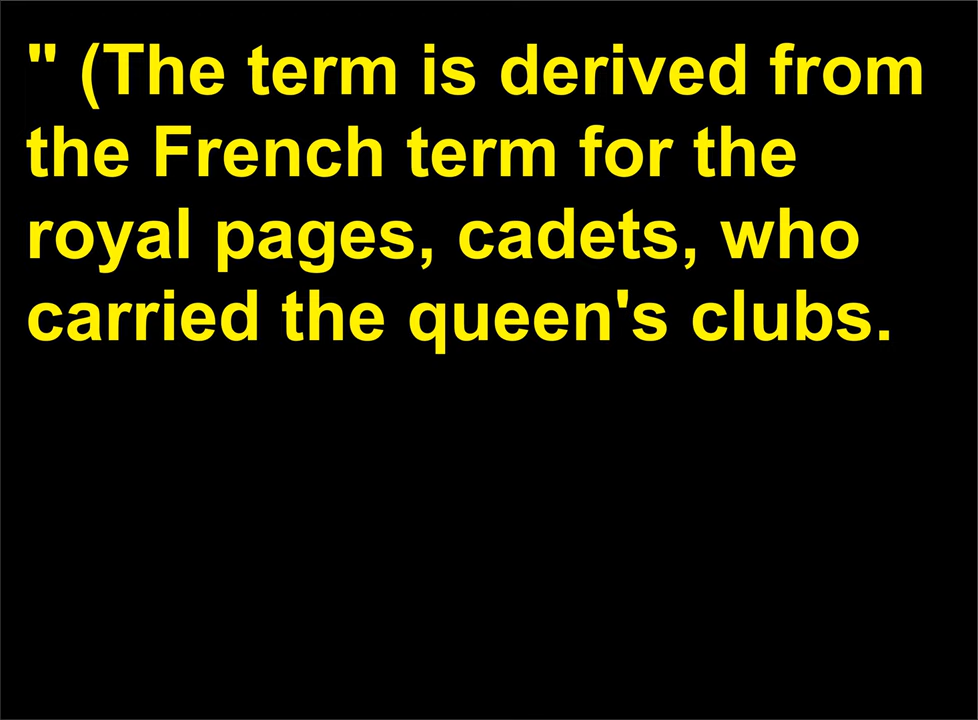 " (The term is derived from
the French term for the
royal pages, cadets, who
carried the queen's clubs.